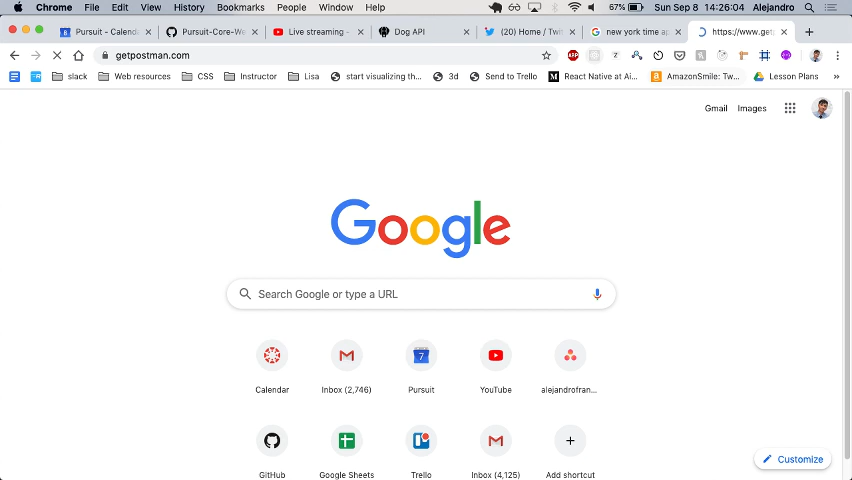 Chrome File Edit View History Bookmarks People Window Help 67% Sun Sep 8 14:26:04 Alejandro
Pursuit - Calend Pursuit-Core-We Live streaming - Dog API (20) Home / Twit new york time ap https://www.get
getpostman.com
slack Web resources CSS Instructor Lisa start visualizing th... 3d Send to Trello React Native at Ai... AmazonSmile: Tw... Lesson Plans »
Gmail Images
Google
Search Google or type a URL
Calendar Inbox (2,746) Pursuit YouTube alejandrofran...
GitHub Google Sheets Trello Inbox (4,125) Add shortcut
Customize